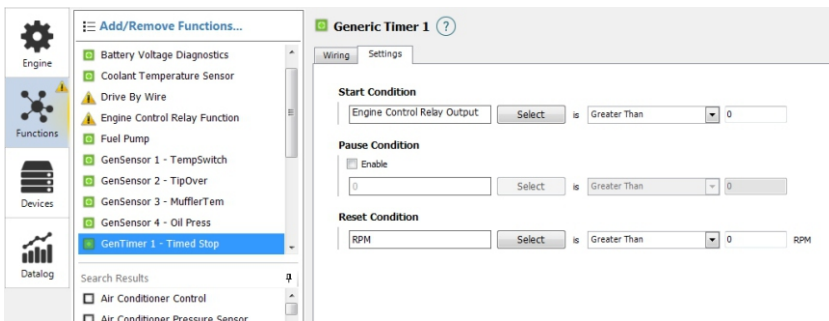 Engine
Functions
Devices
Datalog
Add/Remove Functions...
Battery Voltage Diagnostics
Coolant Temperature Sensor
Drive By Wire
Engine Control Relay Function
Fuel Pump
GenSensor 1 - TempSwitch
GenSensor 2 - TipOver
GenSensor 3 - MufflerTem
GenSensor 4 - Oil Press
GenTimer 1 - Timed Stop
Search Results
Air Conditioner Control
Air Conditioner Pressure Sensor
Generic Timer 1 ?
Wiring Settings
Start Condition
Engine Control Relay Output Select is Greater Than 0
Pause Condition
Enable
0 Select is Greater Than 0
Reset Condition
RPM Select is Greater Than 0 RPM